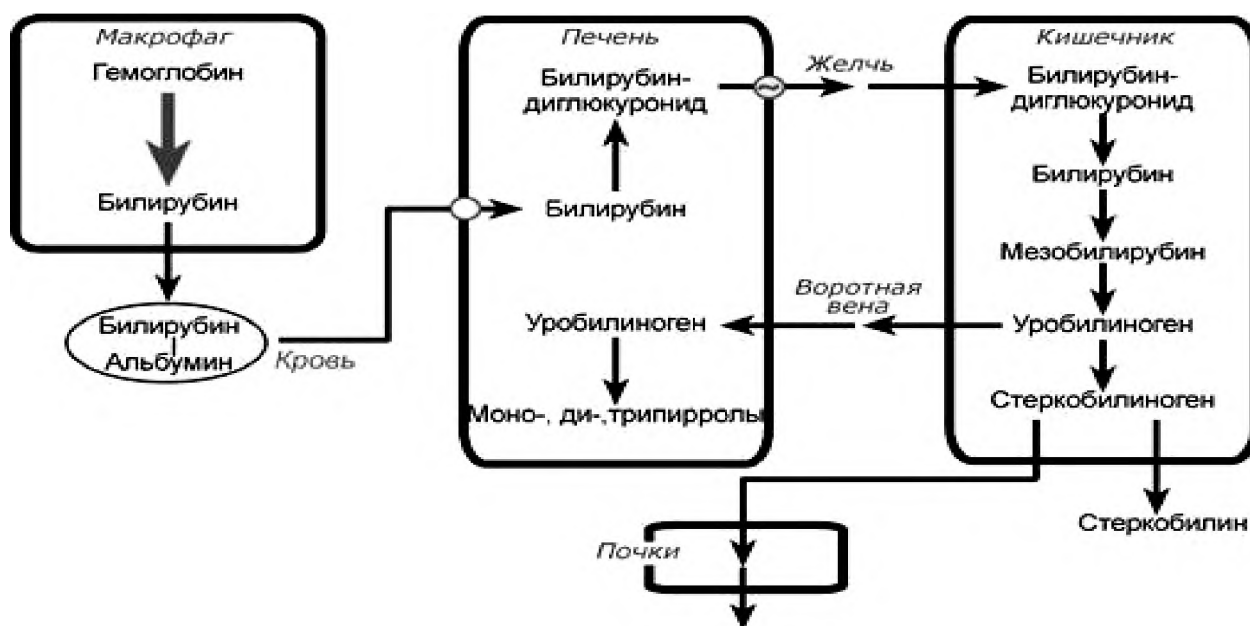 Макрофаг
Гемоглобин
Билирубин
Билирубин
Альбумин
Кровь
Печень
Билирубин-
диглюкуронид
Билирубин
Уробилиноген
Моно-, ди-,трипирролы
Желчь
~
Воротная
вена
Кишечник
Билирубин-
диглюкуронид
Билирубин
Мезобилирубин
Уробилиноген
Стеркобилиноген
Стеркобилин
Почки